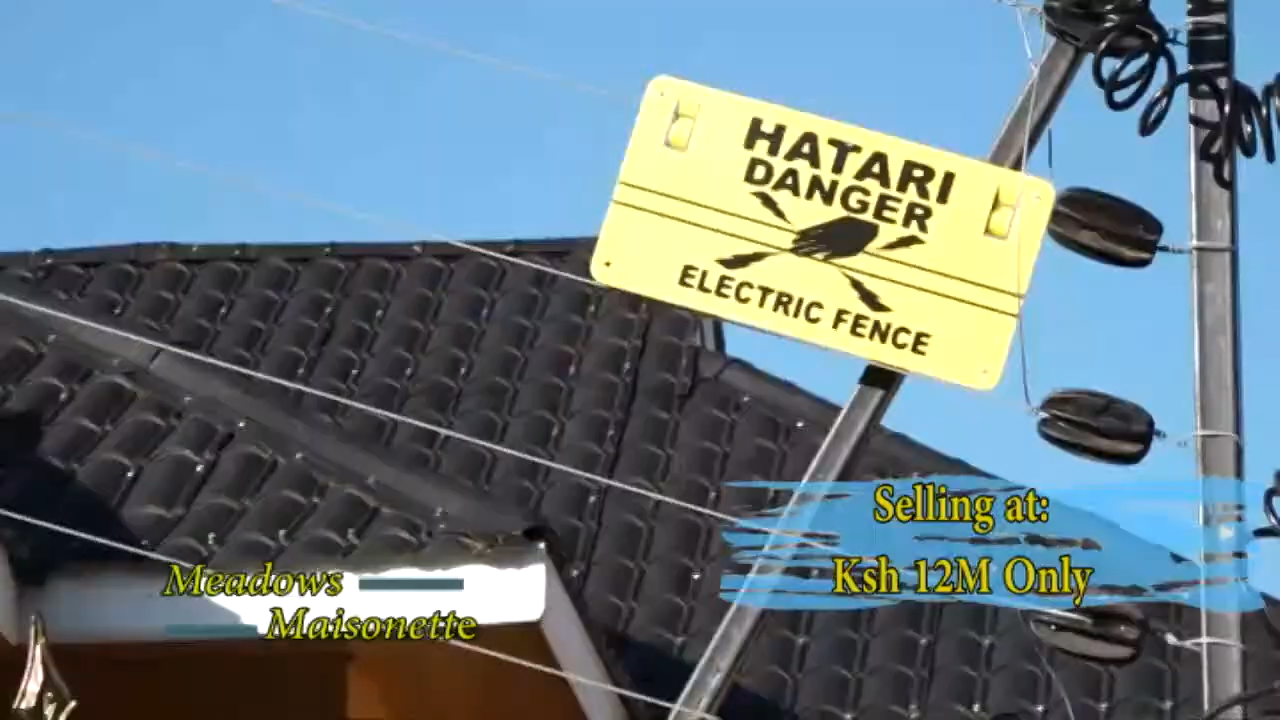 HATARI
DANGER
ELECTRIC FENCE
Selling at:
Ksh 12M Only
Meadows
Maisonette